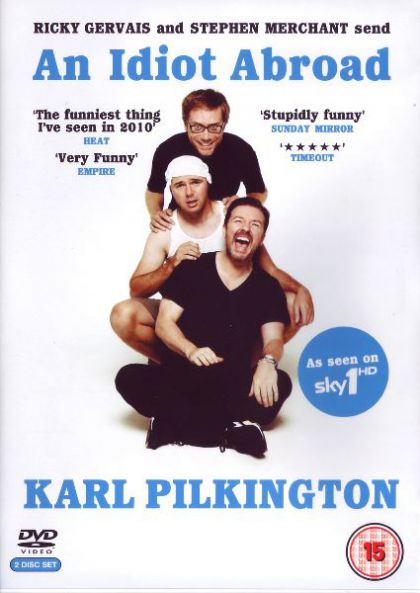 RICKY GERVAIS and STEPHEN MERCHANT send
An Idiot Abroad
'The funniest thing
I've seen in 2010'
HEAT
'Very Funny'
EMPIRE
'Stupidly funny'
SUNDAY MIRROR
'★★★★★'
TIMEOUT
As seen on
sky1HD
KARL PILKINGTON
DVD
VIDEO
2 DISC SET
15